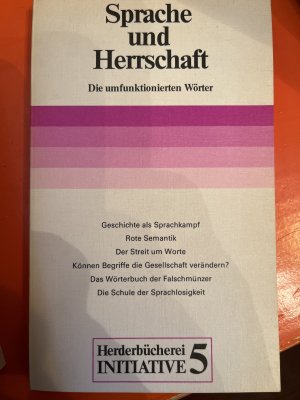 Sprache
und
Herrschaft
Die umfunktionierten Wörter
Geschichte als Sprachkampf
Rote Semantik
Der Streit um Worte
Können Begriffe die Gesellschaft verändern?
Das Wörterbuch der Falschmünzer
Die Schule der Sprachlosigkeit
Herderbücherei
INITIATIVE 5